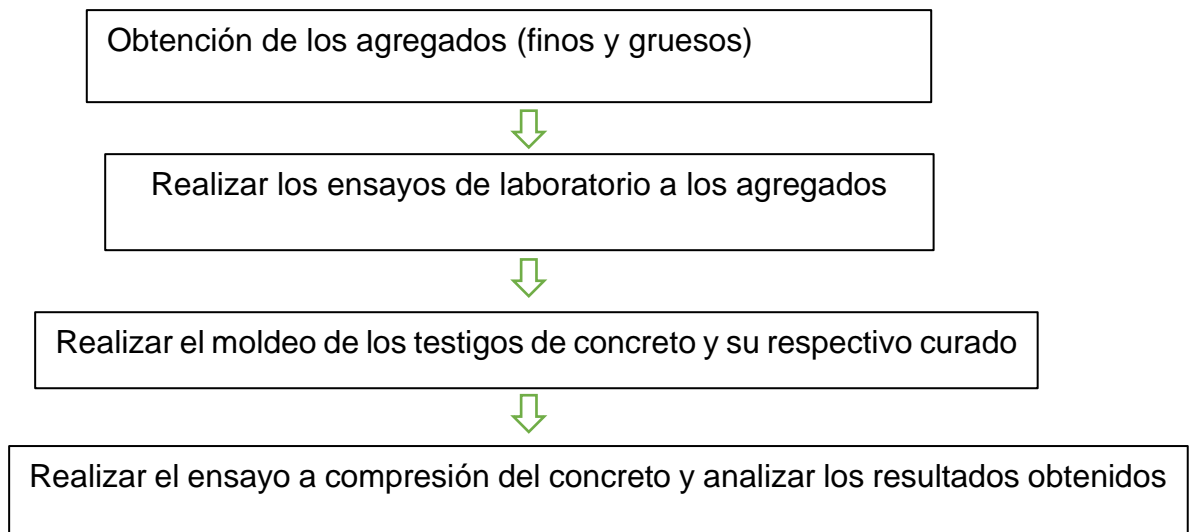 Obtención de los agregados (finos y gruesos)
Realizar los ensayos de laboratorio a los agregados
Realizar el moldeo de los testigos de concreto y su respectivo curado
Realizar el ensayo a compresión del concreto y analizar los resultados obtenidos